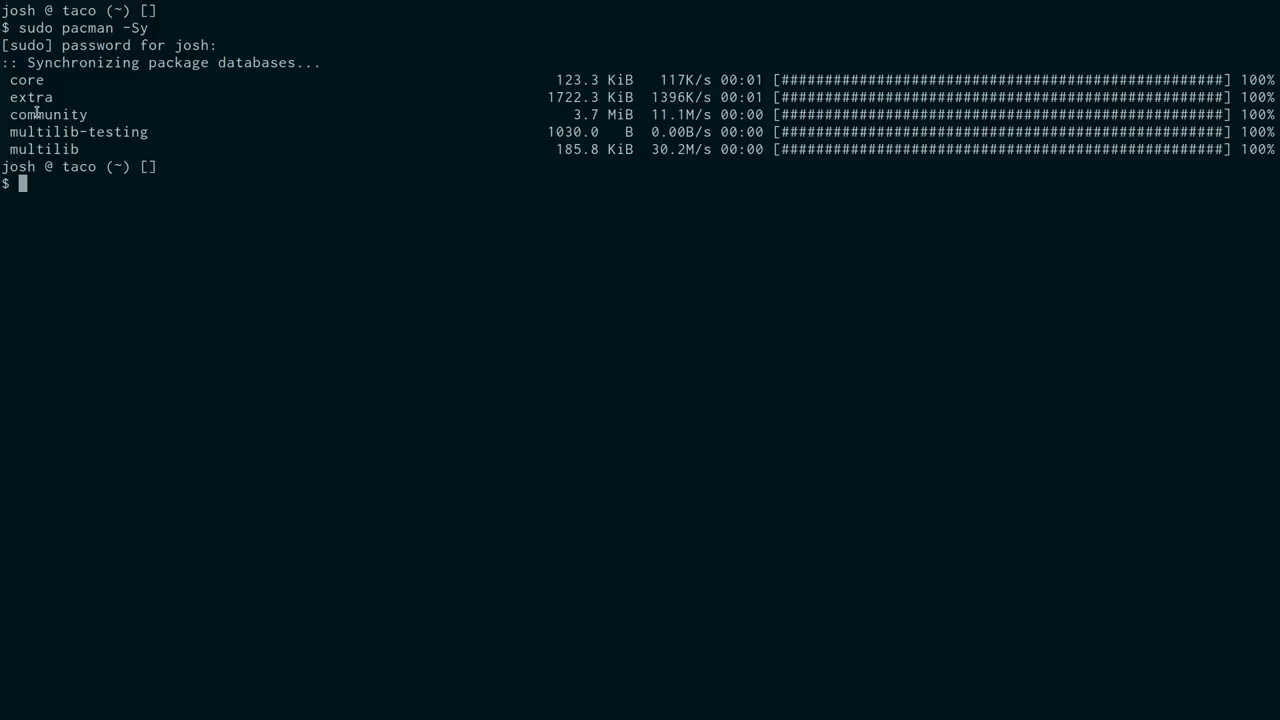 josh @ taco (~) []
$ sudo pacman -Sy
[sudo] password for josh:
:: Synchronizing package databases...
 core 123.3 KiB 117K/s 00:01 [###################################################] 100%
 extra 1722.3 KiB 1396K/s 00:01 [###################################################] 100%
 community 3.7 MiB 11.1M/s 00:00 [###################################################] 100%
 multilib-testing 1030.0 B 0.00B/s 00:00 [###################################################] 100%
 multilib 185.8 KiB 30.2M/s 00:00 [###################################################] 100%
josh @ taco (~) []
$